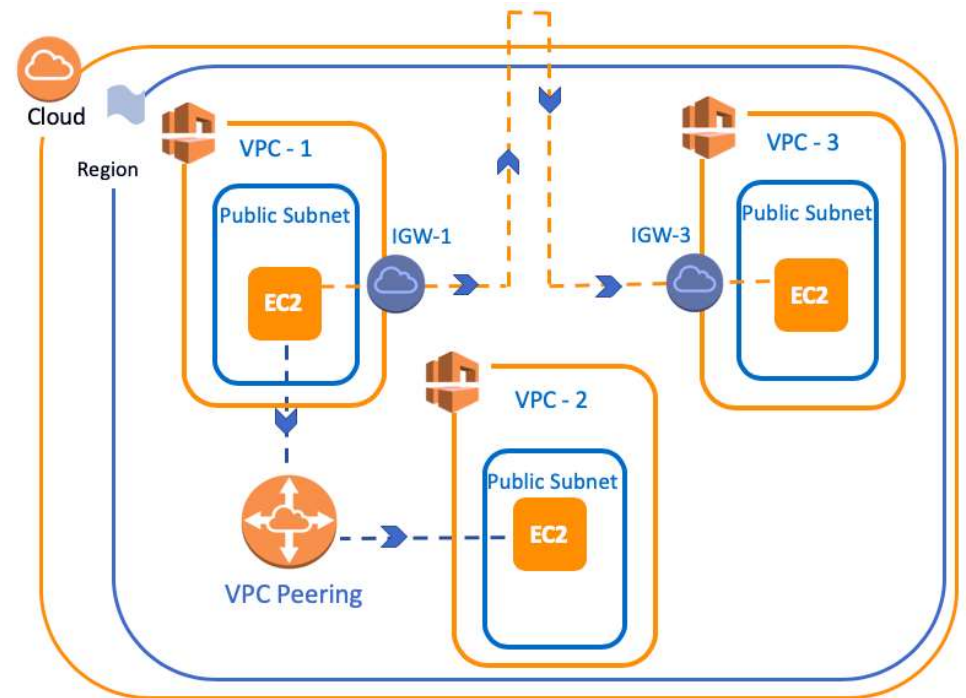 Cloud
Region
VPC - 1
Public Subnet
EC2
IGW-1
VPC - 3
Public Subnet
IGW-3
EC2
VPC - 2
Public Subnet
EC2
VPC Peering